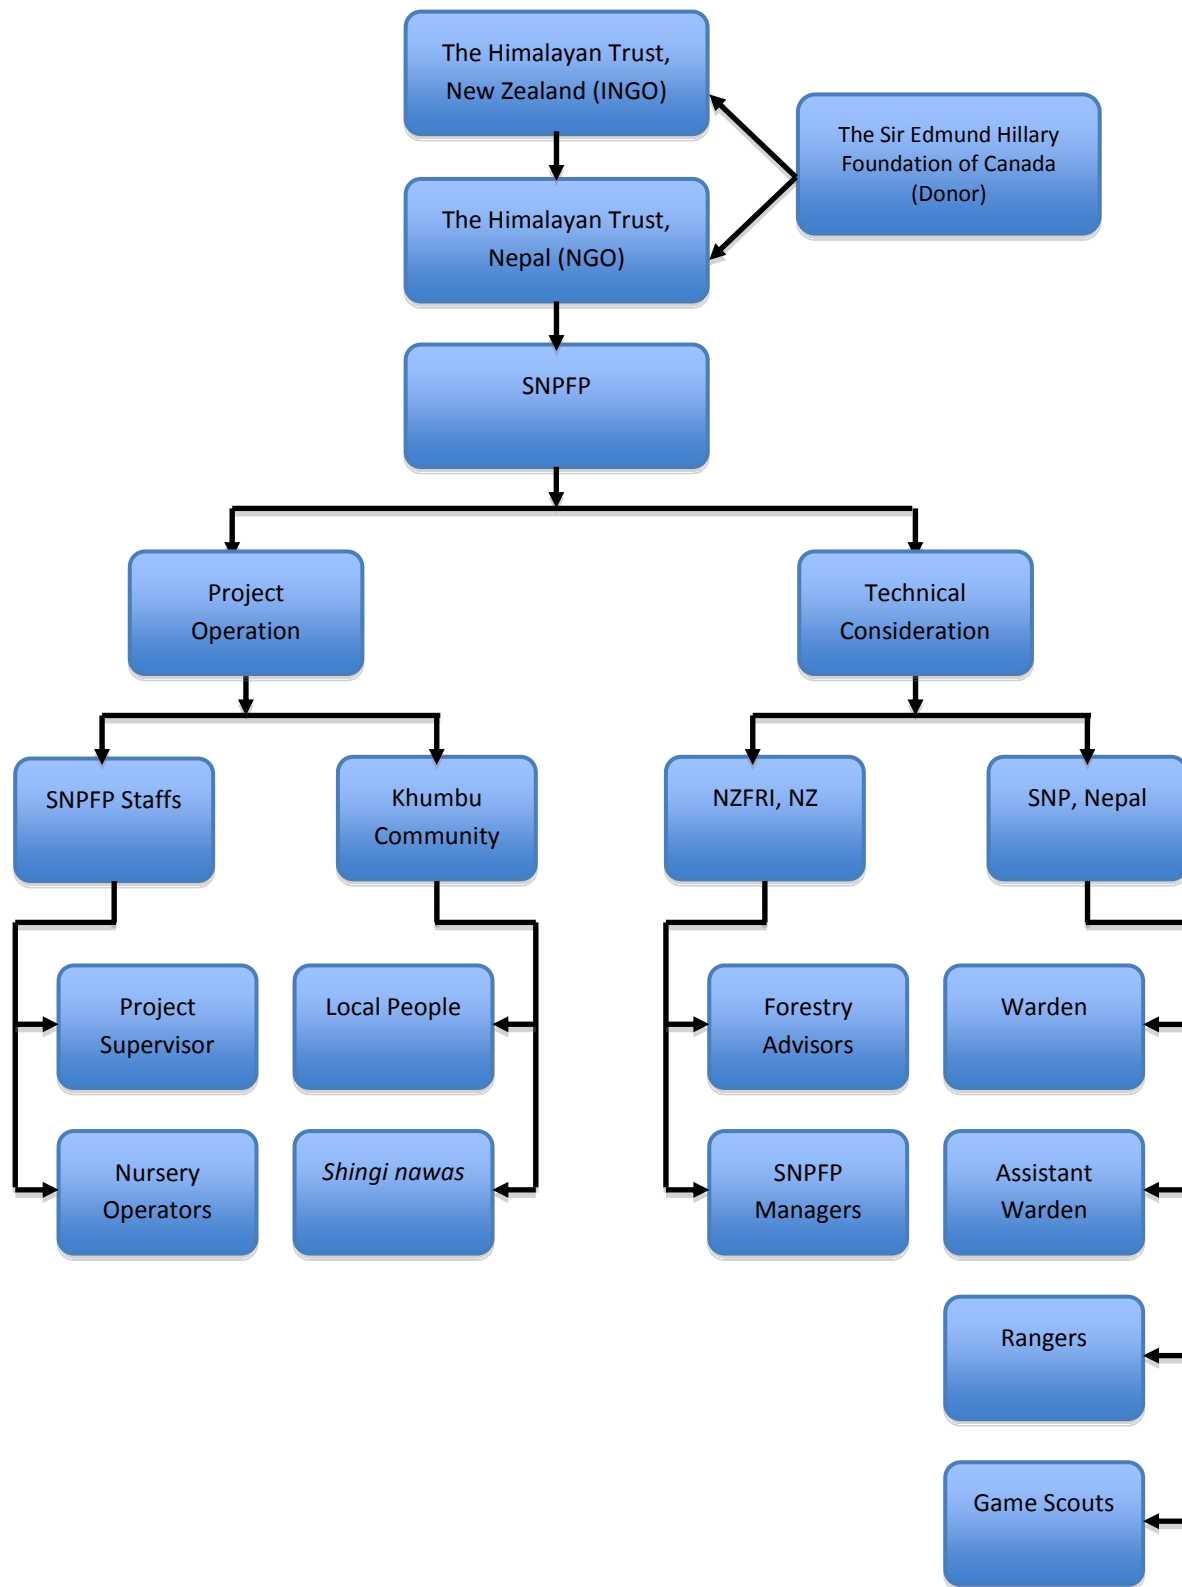 The Himalayan Trust,
New Zealand (INGO)
The Sir Edmund Hillary
Foundation of Canada
(Donor)
The Himalayan Trust,
Nepal (NGO)
SNPFP
Project
Operation
Technical
Consideration
SNPFP Staffs
Khumbu
Community
NZFRI, NZ
SNP, Nepal
Project
Supervisor
Local People
Forestry
Advisors
Warden
Nursery
Operators
Shingi nawas
SNPFP
Managers
Assistant
Warden
Rangers
Game Scouts